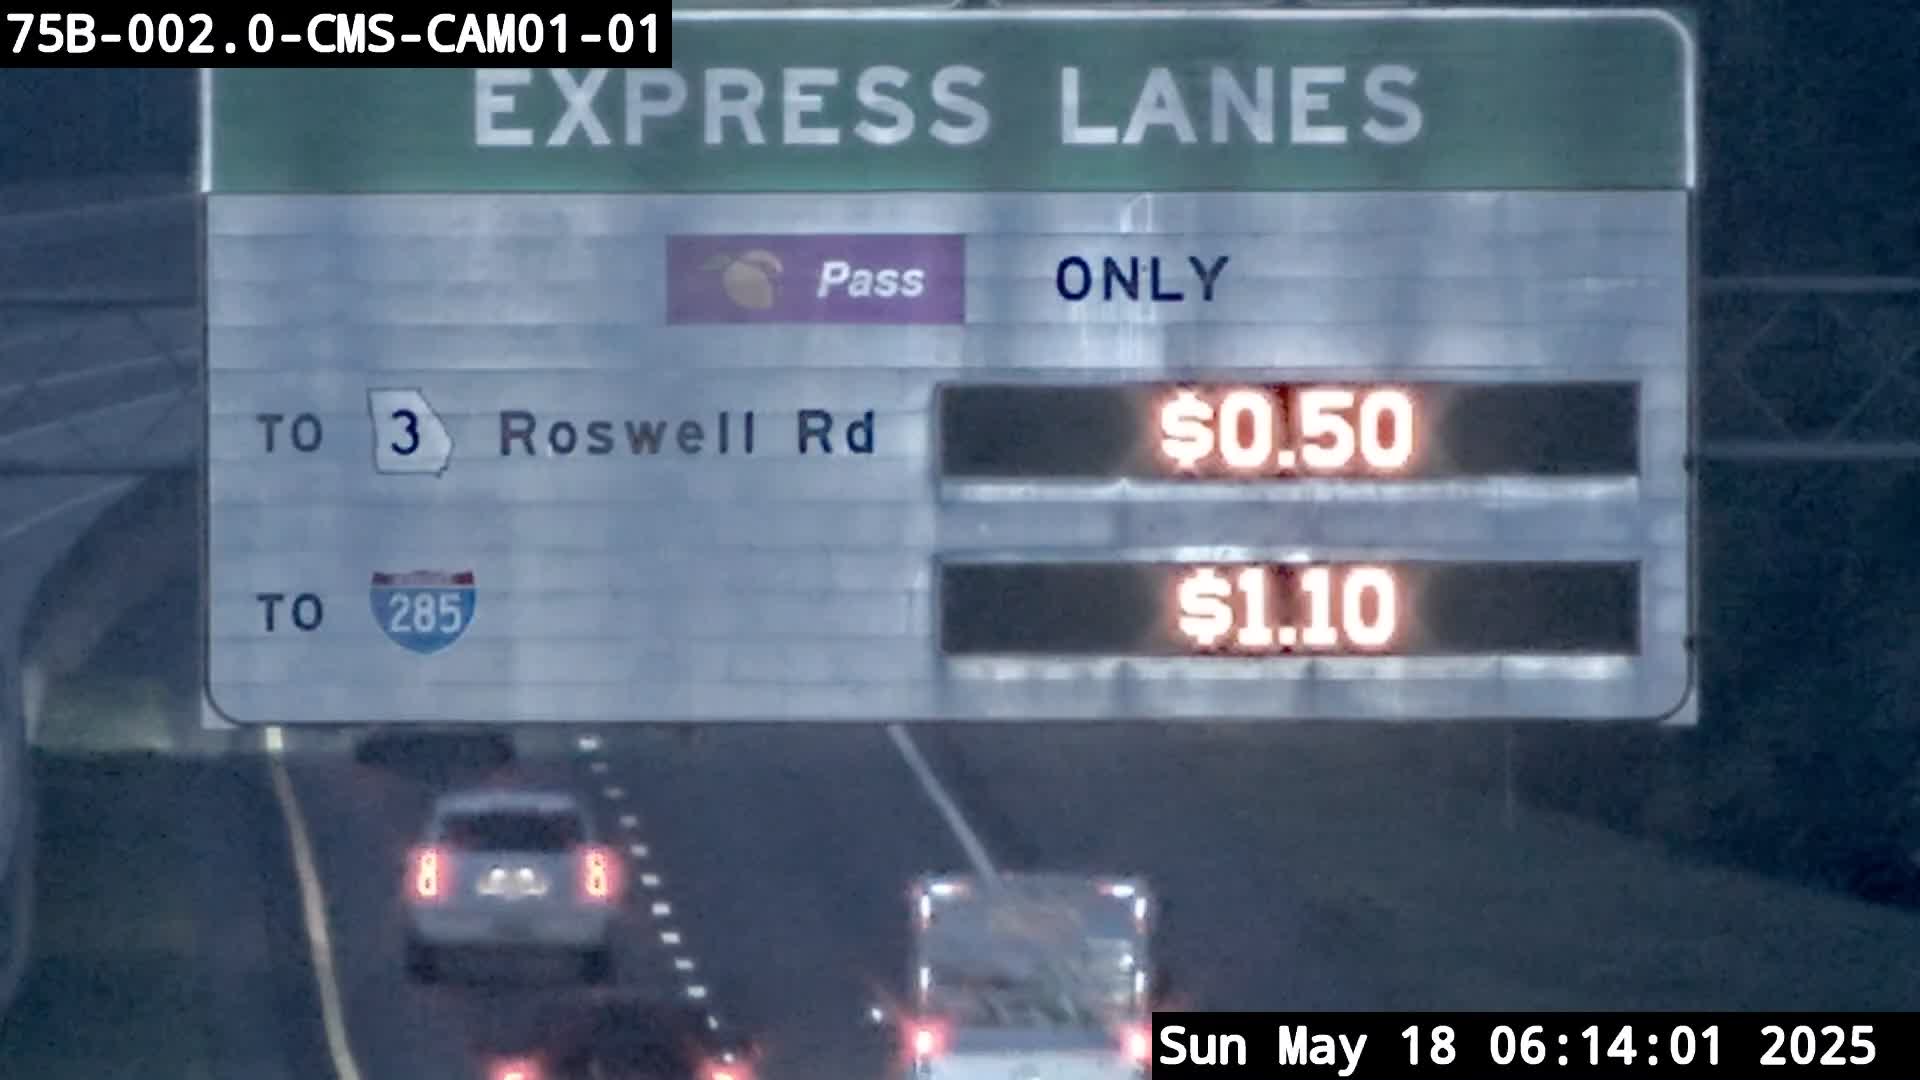 75B-002.0-CMS-CAM01-01
EXPRESS LANES
Pass ONLY
TO 3 Roswell Rd $0.50
TO 285 $1.10
Sun May 18 06:14:01 2025